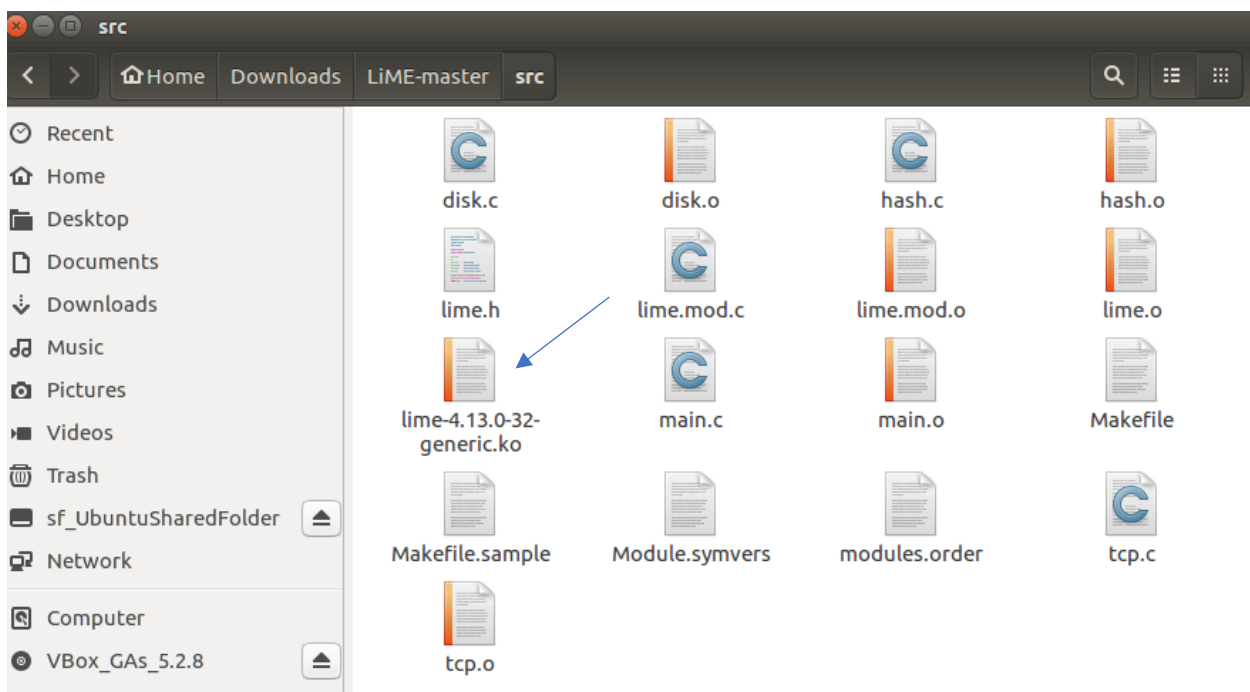 src
Home Downloads LiME-master src
Recent
Home
Desktop
Documents
Downloads
Music
Pictures
Videos
Trash
sf_UbuntuSharedFolder
Network
Computer
VBox_GAs_5.2.8
disk.c disk.o hash.c hash.o
lime.h lime.mod.c lime.mod.o lime.o
lime-4.13.0-32-
generic.ko main.c main.o Makefile
Makefile.sample Module.symvers modules.order tcp.c
tcp.o